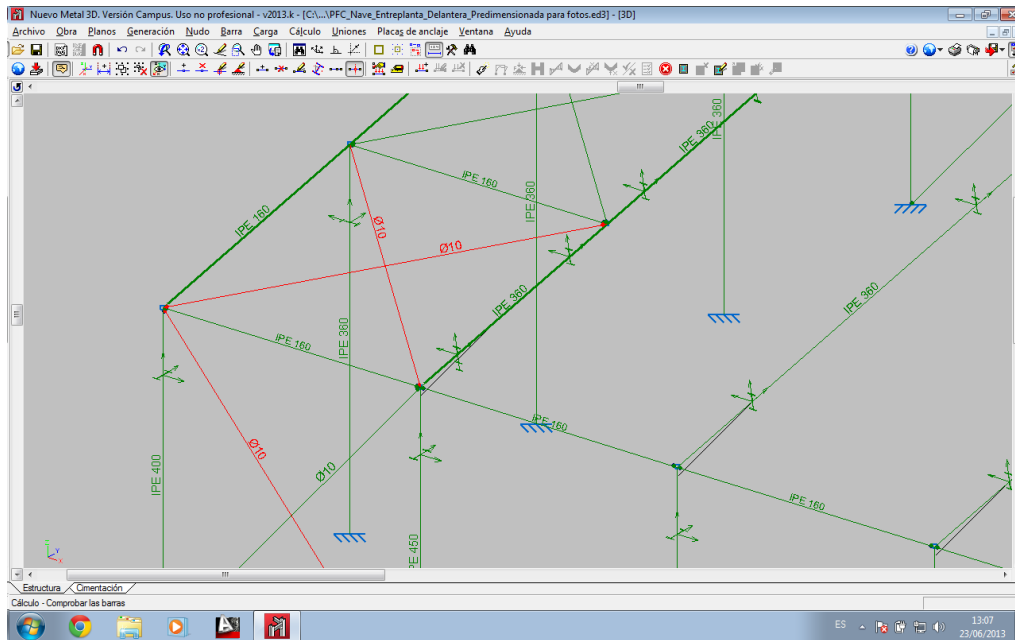 Nuevo Metal 3D. Versión Campus. Uso no profesional - v2013.k - [C:\...\PFC_Nave_Entreplanta_Delantera_Predimensionada para fotos.ed3] - [3D]
Archivo Obra Planos Generación Nudo Barra Carga Cálculo Uniones Placas de anclaje Ventana Ayuda
IPE 360
IPE 360
IPE 160
IPE 360
IPE 160
Ø10
Ø10
IPE 360
IPE 360
IPE 360
IPE 160
IPE 160
Ø10
Ø10
IPE 400
IPE 160
IPE 450
Y
X
Estructura Cimentación
Cálculo - Comprobar las barras
ES
13:07
23/06/2013